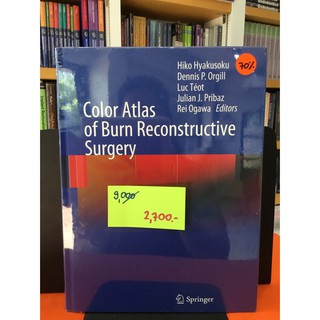 Hiko Hyakusoku
Dennis P. Orgill
Luc Téot
Julian J. Pribaz
Rei Ogawa Editors
70%
Color Atlas
of Burn Reconstructive
Surgery
9,000
2,700.-
Springer